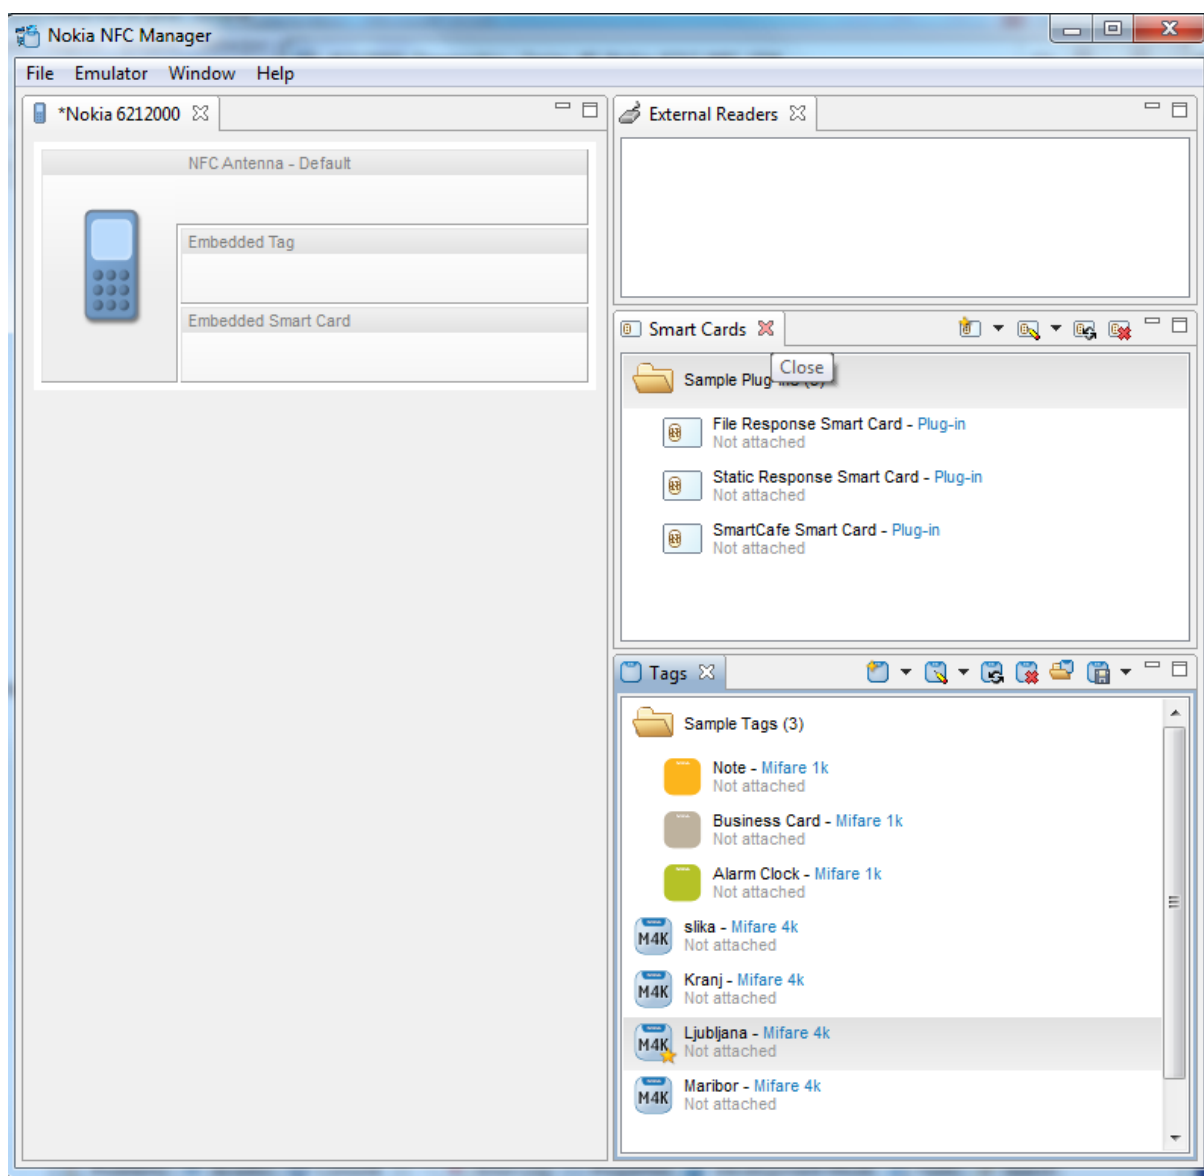 Nokia NFC Manager
File Emulator Window Help
*Nokia 6212000
NFC Antenna - Default
Embedded Tag
Embedded Smart Card
External Readers
Smart Cards
Close
Sample Plug-ins (3)
File Response Smart Card - Plug-in
Not attached
Static Response Smart Card - Plug-in
Not attached
SmartCafe Smart Card - Plug-in
Not attached
Tags
Sample Tags (3)
Note - Mifare 1k
Not attached
Business Card - Mifare 1k
Not attached
Alarm Clock - Mifare 1k
Not attached
M4K
slika - Mifare 4k
Not attached
M4K
Kranj - Mifare 4k
Not attached
M4K
Ljubljana - Mifare 4k
Not attached
M4K
Maribor - Mifare 4k
Not attached